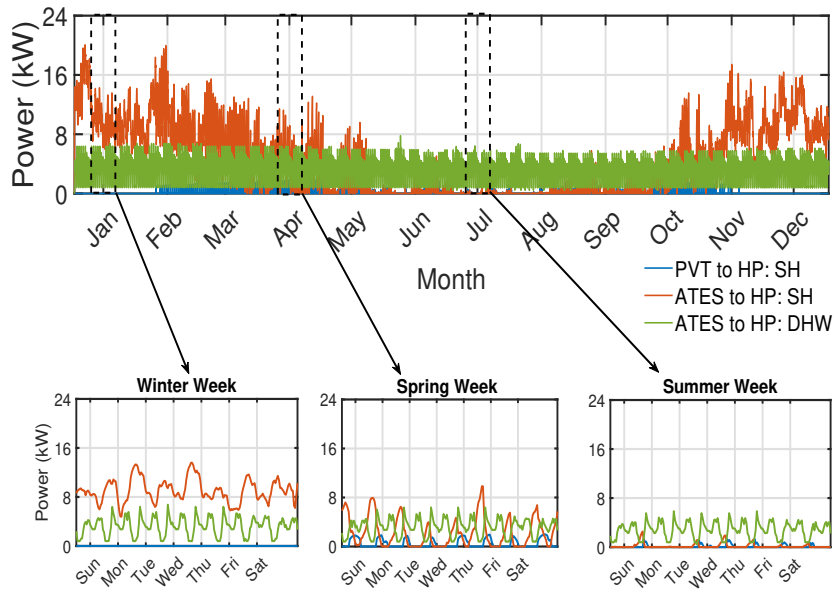 24
16
8
0
Power (kW)
Jan Feb Mar Apr May Jun Jul Aug Sep Oct Nov Dec
Month
PVT to HP: SH
ATES to HP: SH
ATES to HP: DHW
Winter Week
24
16
8
0
Power (kW)
Sun Mon Tue Wed Thu Fri Sat
Spring Week
24
16
8
0
Sun Mon Tue Wed Thu Sun
Summer Week
24
16
8
0
Sun Mon Tue Wed Thu Fri Sat